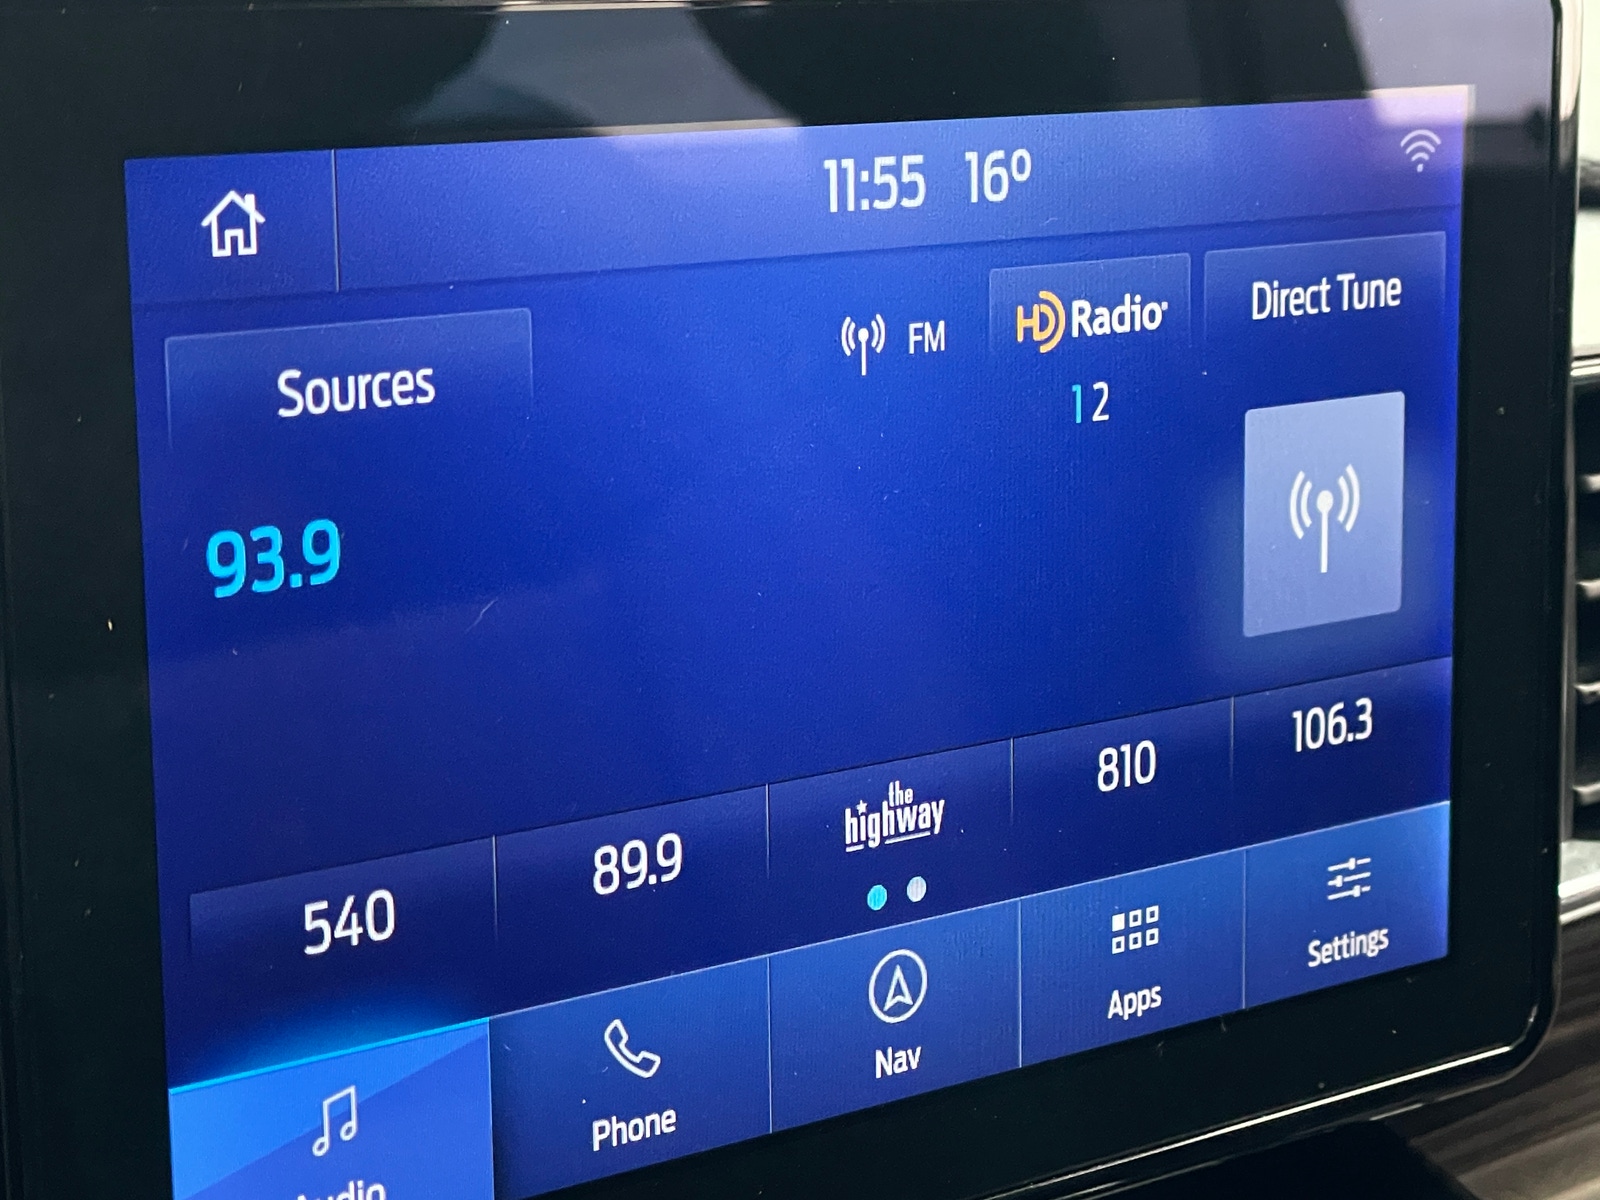 11:55 16°
Sources
FM
HD Radio
Direct Tune
1 2
93.9
540
89.9
the highway
810
106.3
Audio
Phone
Nav
Apps
Settings